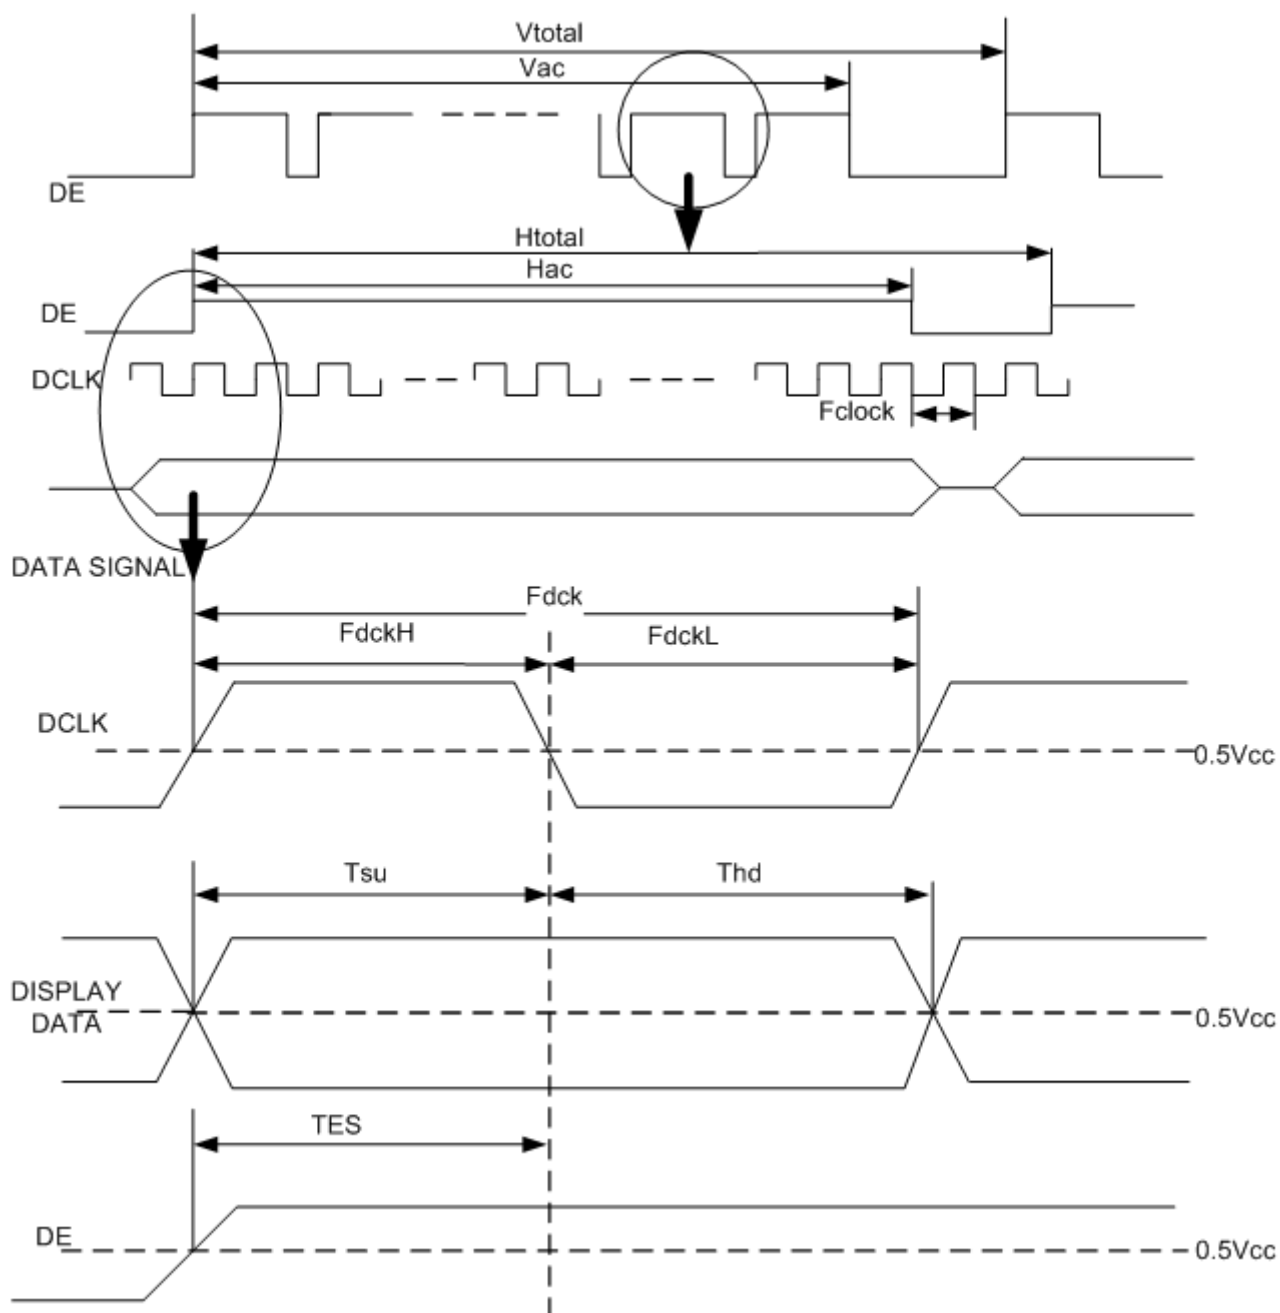 Vtotal
Vac
DE
Htotal
Hac
DE
DCLK
Fclock
DATA SIGNAL
Fdck
FdckH
FdckL
DCLK
0.5Vcc
Tsu
Thd
DISPLAY
DATA
0.5Vcc
TES
DE
0.5Vcc